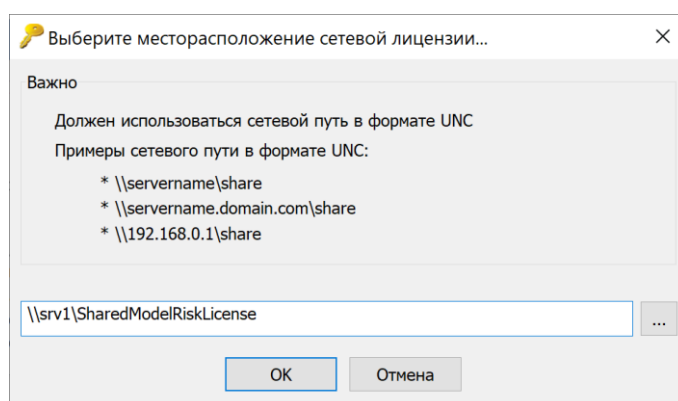 Выберите месторасположение сетевой лицензии...
Важно
Должен использоваться сетевой путь в формате UNC
Примеры сетевого пути в формате UNC:
* \\servername\share
* \\servername.domain.com\share
* \\192.168.0.1\share
\\srv1\SharedModelRiskLicense
...
OK
Отмена